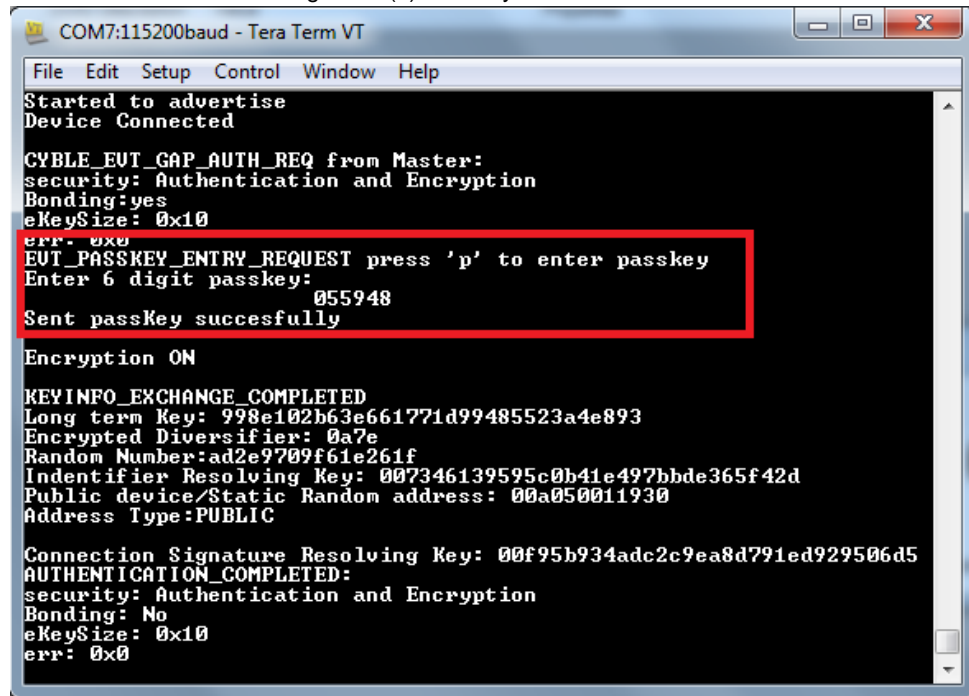 COM7:115200baud - Tera Term VT
File Edit Setup Control Window Help
Started to advertise
Device Connected
CYBLE_EVT_GAP_AUTH_REQ from Master:
security: Authentication and Encryption
Bonding:yes
eKeySize: 0x10
err: 0x0
EVT_PASSKEY_ENTRY_REQUEST press 'p' to enter passkey
Enter 6 digit passkey:
055948
Sent passKey succesfully
Encryption ON
KEYINFO_EXCHANGE_COMPLETED
Long term Key: 998e102b63e661771d99485523a4e893
Encrypted Diversifier: 0a7e
Random Number:ad2e9709f61e261f
Indentifier Resolving Key: 007346139595c0b41e497bbde365f42d
Public device/Static Random address: 00a050011930
Address Type:PUBLIC
Connection Signature Resolving Key: 00f95b934adc2c9ea8d791ed929506d5
AUTHENTICATION_COMPLETED:
security: Authentication and Encryption
Bonding: No
eKeySize: 0x10
err: 0x0